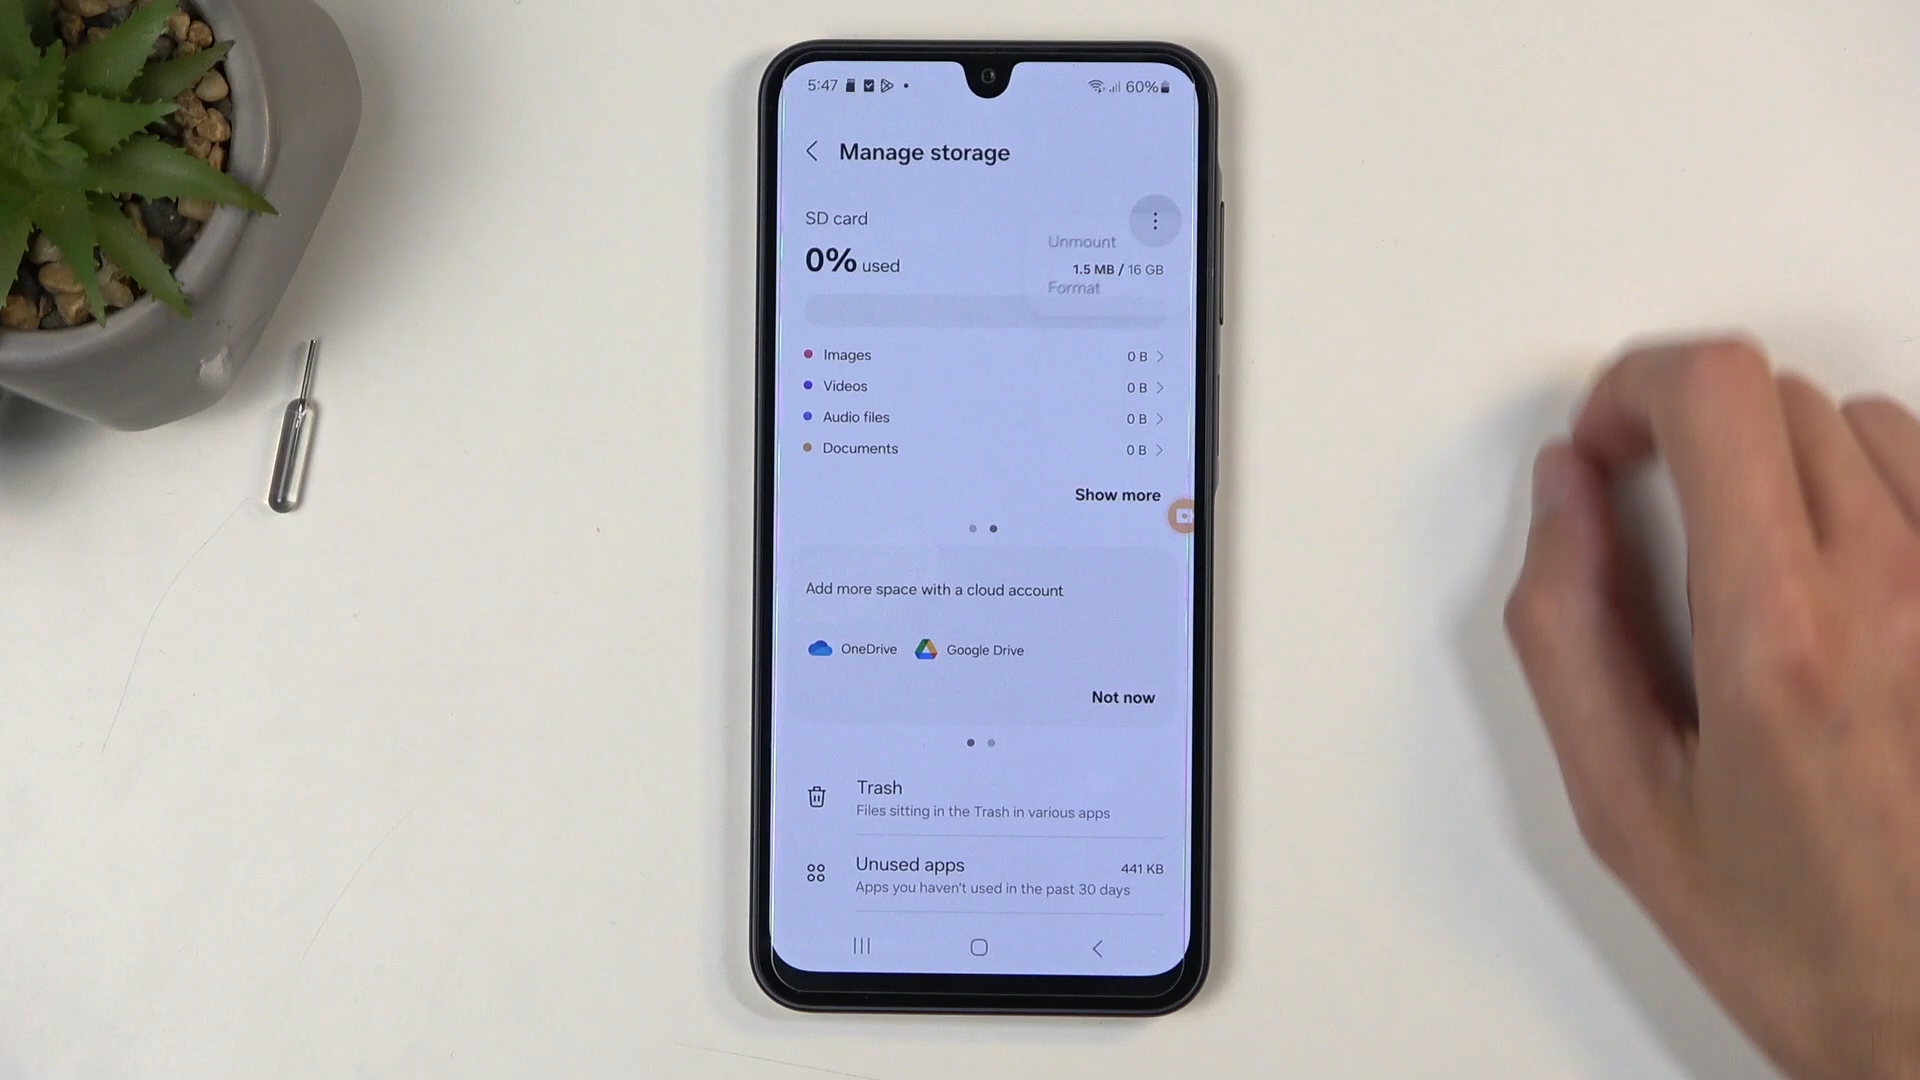 5:47
60%
Manage storage
SD card
Unmount
0% used
1.5 MB / 16 GB
Format
Images 0 B
Videos 0 B
Audio files 0 B
Documents 0 B
Show more
Add more space with a cloud account
OneDrive Google Drive
Not now
Trash
Files sitting in the Trash in various apps
Unused apps 441 KB
Apps you haven't used in the past 30 days